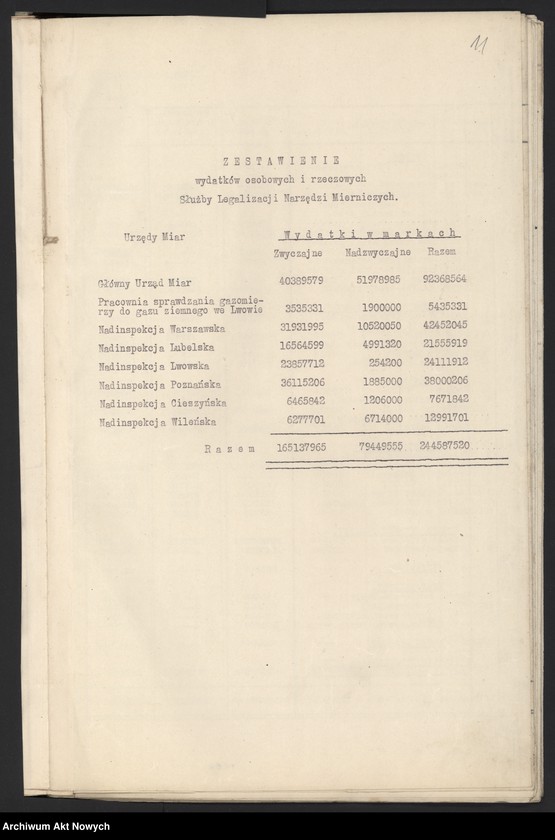 11
ZESTAWIENIE
wydatków osobowych i rzeczowych
Służby Legalizacji Narzędzi Mierniczych.
Urzędy Miar Wydatki w markach
Zwyczajne Nadzwyczajne Razem
Główny Urząd Miar 40389579 51978985 92368564
Pracownia sprawdzania gazomie-
rzy do gazu ziemnego we Lwowie 3535331 1900000 5435331
Nadinspekcja Warszawska 31931995 10520050 42452045
Nadinspekcja Lubelska 16564599 4991320 21555919
Nadinspekcja Lwowska 23857712 254200 24111912
Nadinspekcja Poznańska 36115206 1885000 38000206
Nadinspekcja Cieszyńska 6465842 1206000 7671842
Nadinspekcja Wileńska 6277701 6714000 12991701
Razem 165137965 79449555 244587520
Archiwum Akt Nowych